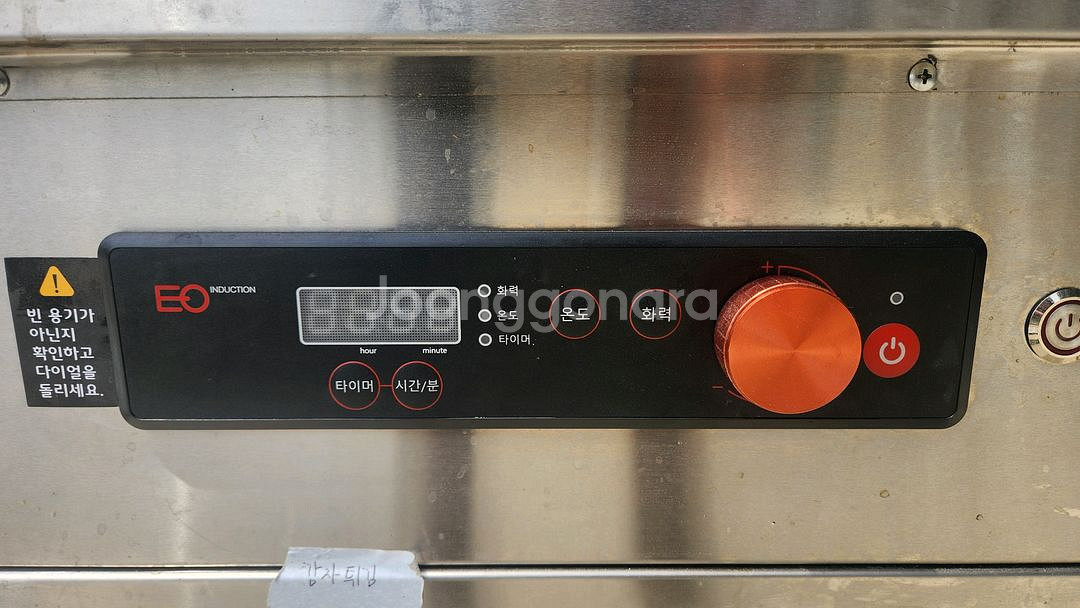 EO INDUCTION
Joonggonara
화력
온도
타이머
hour minute
타이머 시간/분
온도 화력
+
−
빈 용기가
아닌지
확인하고
다이얼을
돌리세요.
감자튀김